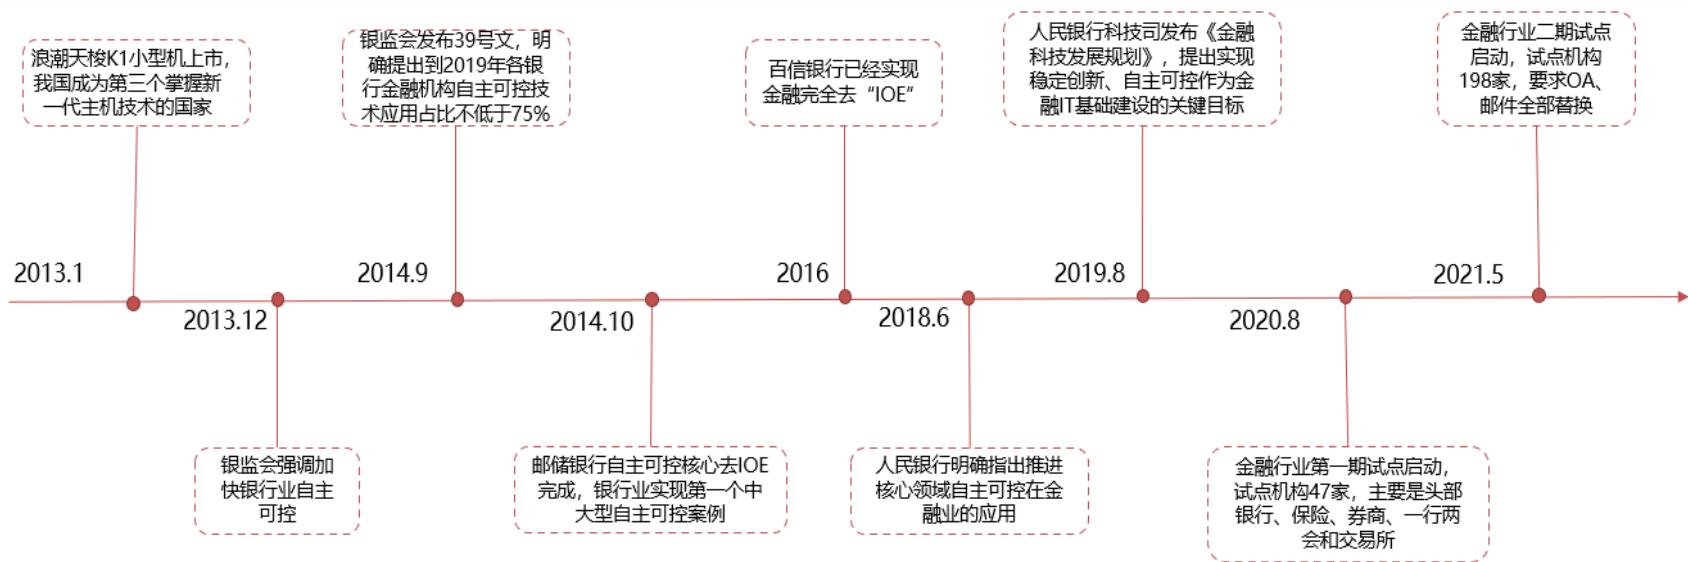 浪潮天梭K1小型机上市，
我国成为第三个掌握新
一代主机技术的国家
银监会发布39号文，明
确提出到2019年各银
行金融机构自主可控技
术应用占比不低于75%
百信银行已经实现
金融完全去“IOE”
人民银行科技司发布《金融
科技发展规划》，提出实现
稳定创新、自主可控作为金
融IT基础建设的关键目标
金融行业二期试点
启动，试点机构
198家，要求OA、
邮件全部替换
2013.1
2014.9
2016
2019.8
2021.5
2013.12
2014.10
2018.6
2020.8
银监会强调加
快银行业自主
可控
邮储银行自主可控核心去IOE
完成，银行业实现第一个中
大型自主可控案例
人民银行明确指出推进
核心领域自主可控在金
融业的应用
金融行业第一期试点启动，
试点机构47家，主要是头部
银行、保险、券商、一行两
会和交易所